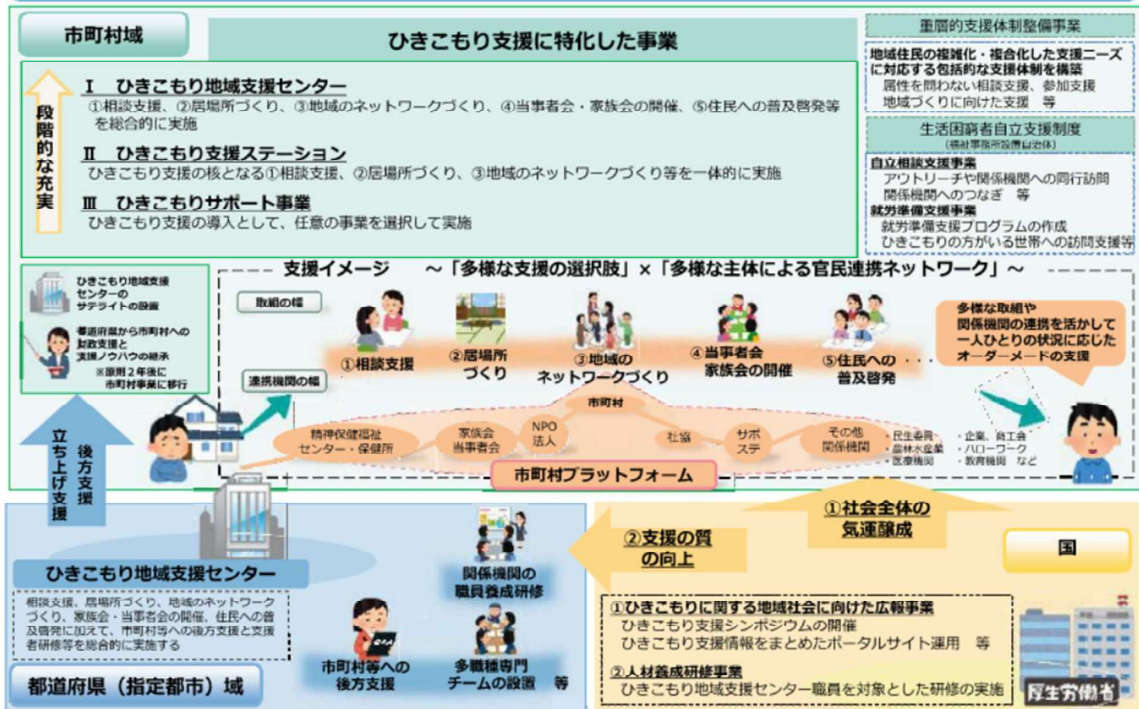 市町村域
ひきこもり支援に特化した事業
段階的な充実
Ⅰ ひきこもり地域支援センター
①相談支援、②居場所づくり、③地域のネットワークづくり、④当事者会・家族会の開催、⑤住民への普及啓発等
を総合的に実施
Ⅱ ひきこもり支援ステーション
ひきこもり支援の核となる①相談支援、②居場所づくり、③地域のネットワークづくり等を一体的に実施
Ⅲ ひきこもりサポート事業
ひきこもり支援の導入として、任意の事業を選択して実施
重層的支援体制整備事業
地域住民の複雑化・複合化した支援ニーズ
に対応する包括的な支援体制を構築
属性を問わない相談支援、参加支援
地域づくりに向けた支援 等
生活困窮者自立支援制度
(福祉事務所設置自治体)
自立相談支援事業
アウトリーチや関係機関への同行訪問
関係機関へのつなぎ 等
就労準備支援事業
就労準備支援プログラムの作成
ひきこもりの方がいる世帯への訪問支援等
ひきこもり地域支援
センターの
サテライトの設置
都道府県から市町村への
財政支援と
支援ノウハウの継承
※原則2年後に
市町村事業に移行
支援イメージ ～「多様な支援の選択肢」×「多様な主体による官民連携ネットワーク」～
取組の幅
①相談支援
②居場所
づくり
③地域の
ネットワークづくり
④当事者会
家族会の開催
⑤住民への
普及啓発
・・・
多様な取組や
関係機関の連携を活かして
一人ひとりの状況に応じた
オーダーメードの支援
連携機関の幅
市町村
精神保健福祉
センター・保健所
家族会
当事者会
NPO
法人
社協
サポ
ステ
その他
関係機関
・民生委員
・農林水産業
・医療機関
・企業、商工会
・ハローワーク
・教育機関 など
市町村プラットフォーム
後方支援
立ち上げ支援
ひきこもり地域支援センター
相談支援、居場所づくり、地域のネットワーク
づくり、家族会・当事者会の開催、住民への普
及啓発に加えて、市町村等への後方支援と支援
者研修等を総合的に実施する
都道府県（指定都市）域
関係機関の
職員養成研修
市町村等への
後方支援
多職種専門
チームの設置 等
①社会全体の
気運醸成
②支援の質
の向上
国
①ひきこもりに関する地域社会に向けた広報事業
ひきこもり支援シンポジウムの開催
ひきこもり支援情報をまとめたポータルサイト運用 等
②人材養成研修事業
ひきこもり地域支援センター職員を対象とした研修の実施
厚生労働省